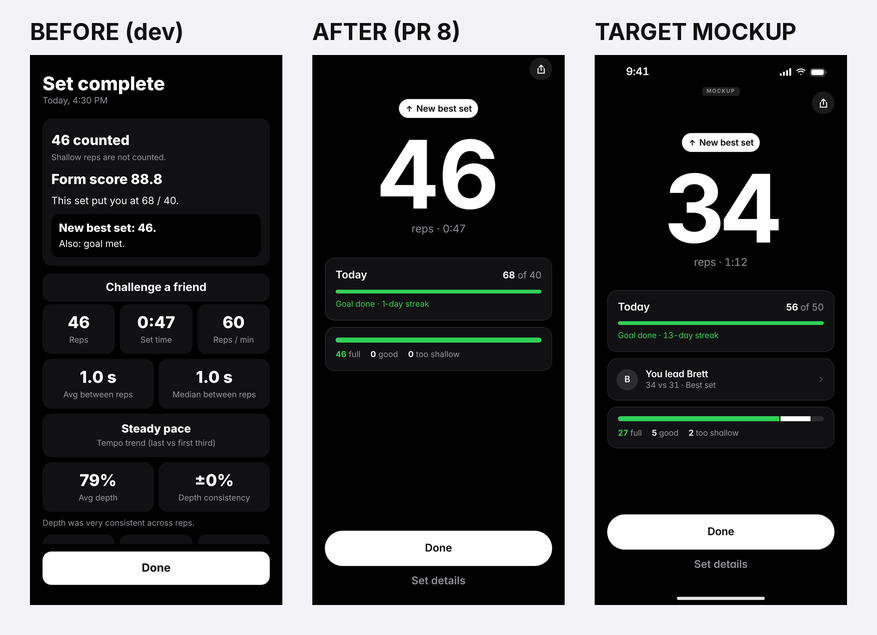 BEFORE (dev)
Set complete
Today, 4:30 PM
46 counted
Shallow reps are not counted.
Form score 88.8
This set put you at 68 / 40.
New best set: 46.
Also: goal met.
Challenge a friend
46
Reps
0:47
Set time
60
Reps / min
1.0 s
Avg between reps
1.0 s
Median between reps
Steady pace
Tempo trend (last vs first third)
79%
Avg depth
±0%
Depth consistency
Depth was very consistent across reps.
Done
AFTER (PR 8)
↑ New best set
46
reps · 0:47
Today 68 of 40
Goal done · 1-day streak
46 full 0 good 0 too shallow
Done
Set details
TARGET MOCKUP
9:41
MOCKUP
↑ New best set
34
reps · 1:12
Today 56 of 50
Goal done · 13-day streak
B
You lead Brett
34 vs 31 · Best set
27 full 5 good 2 too shallow
Done
Set details